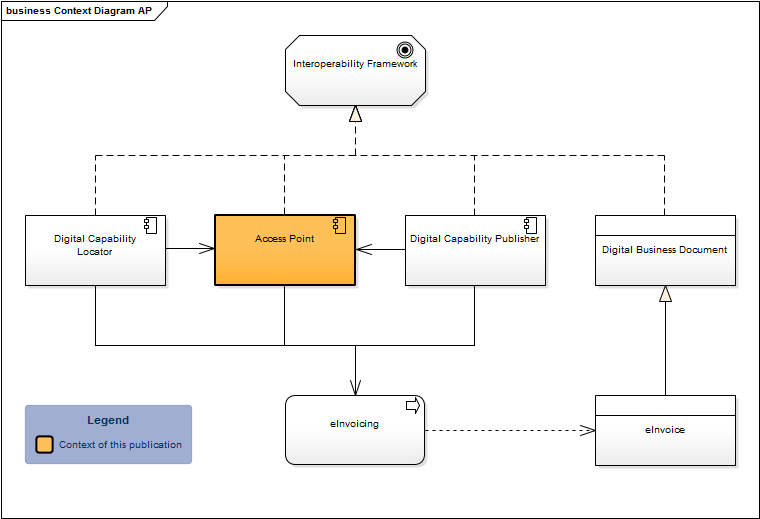 business Context Diagram AP
Interoperability Framework
Digital Capability
Locator
Access Point
Digital Capability Publisher
Digital Business Document
eInvoicing
eInvoice
Legend
Context of this publication